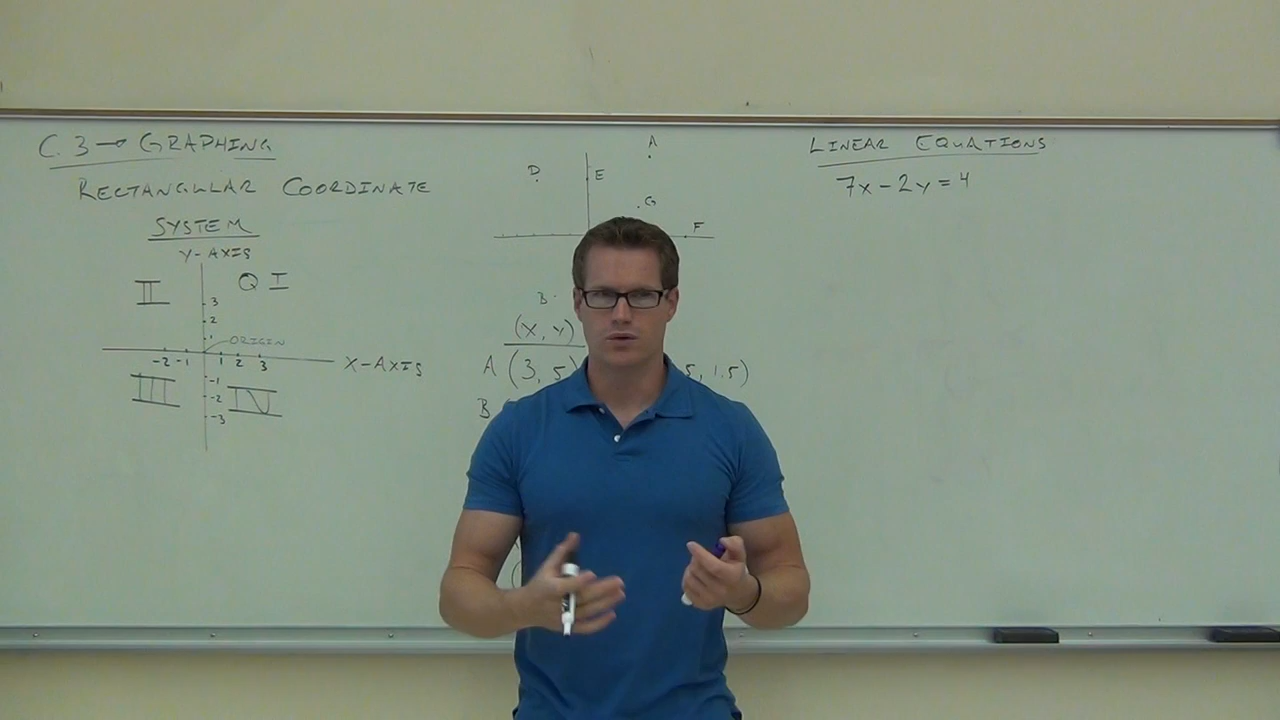 C.3 → GRAPHING
RECTANGULAR COORDINATE
SYSTEM
Y-AXIS
II
Q I
3
2
1
ORIGIN
-2 -1 1 2 3
X-AXIS
-1
-2
-3
III
IV
A
D
E
G
F
B
(X, Y)
A (3, 5)
5, 1.5)
B
LINEAR EQUATIONS
7x - 2y = 4